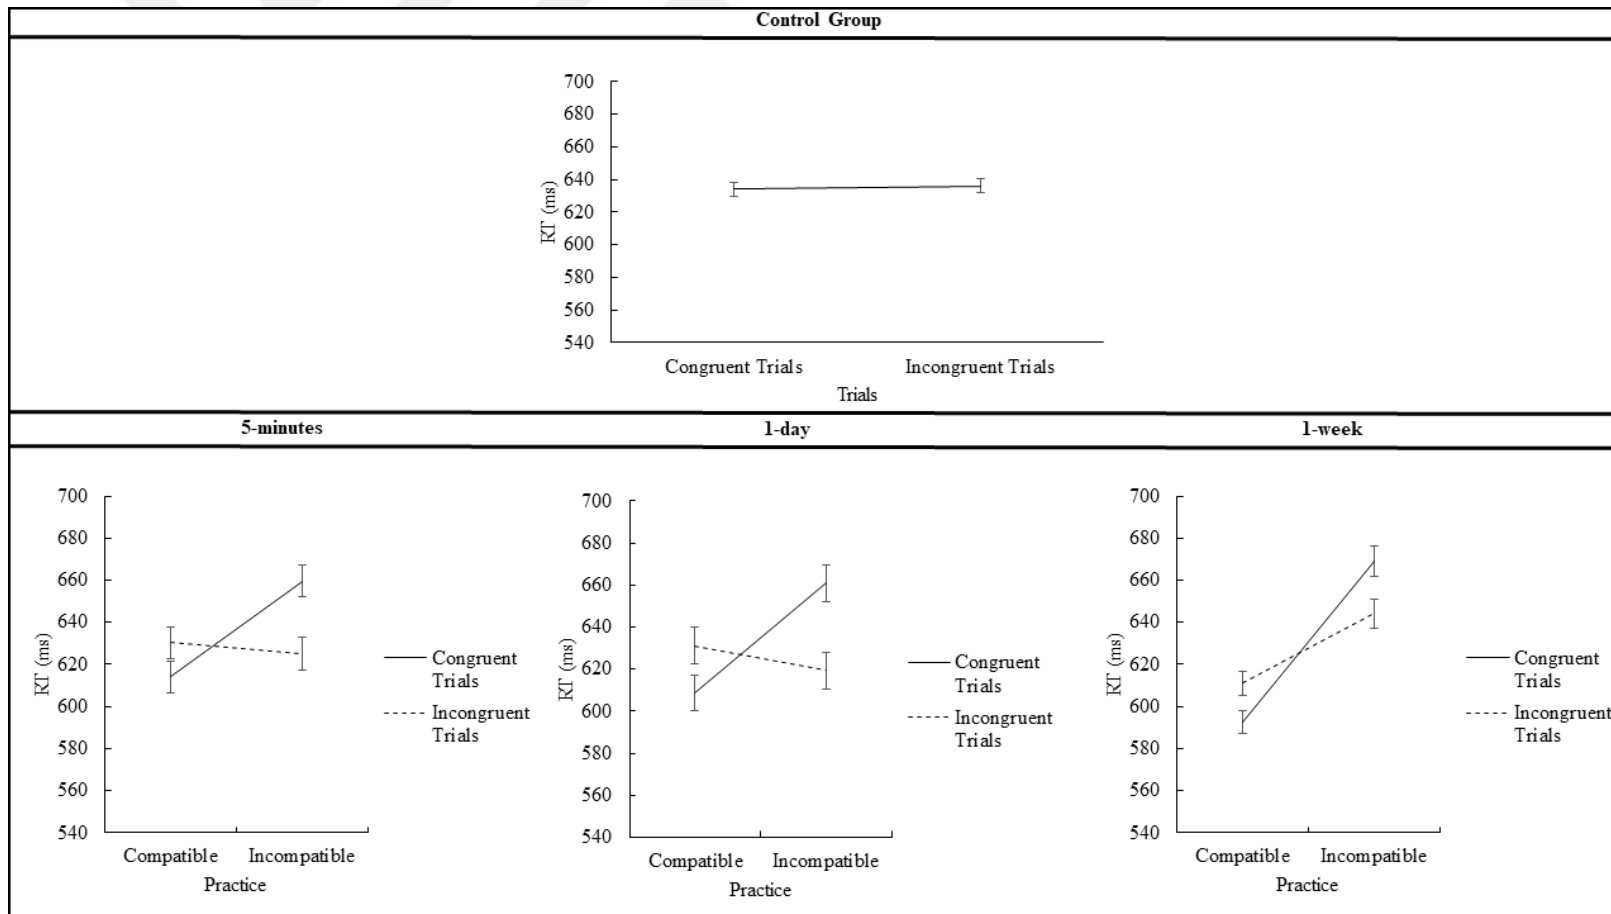 Control Group
700
680
660
640
620
600
580
560
540
RT (ms)
Congruent Trials
Incongruent Trials
Trials
5-minutes
1-day
1-week
700
680
660
640
620
600
580
560
540
RT (ms)
Compatible
Incompatible
Practice
Congruent
Trials
Incongruent
Trials
700
680
660
640
620
600
580
560
540
RT (ms)
Compatible
Incompatible
Practice
Congruent
Trials
Incongruent
Trials
700
680
660
640
620
600
580
560
540
RT (ms)
Compatible
Incompatible
Practice
Congruent
Trials
Incongruent
Trials